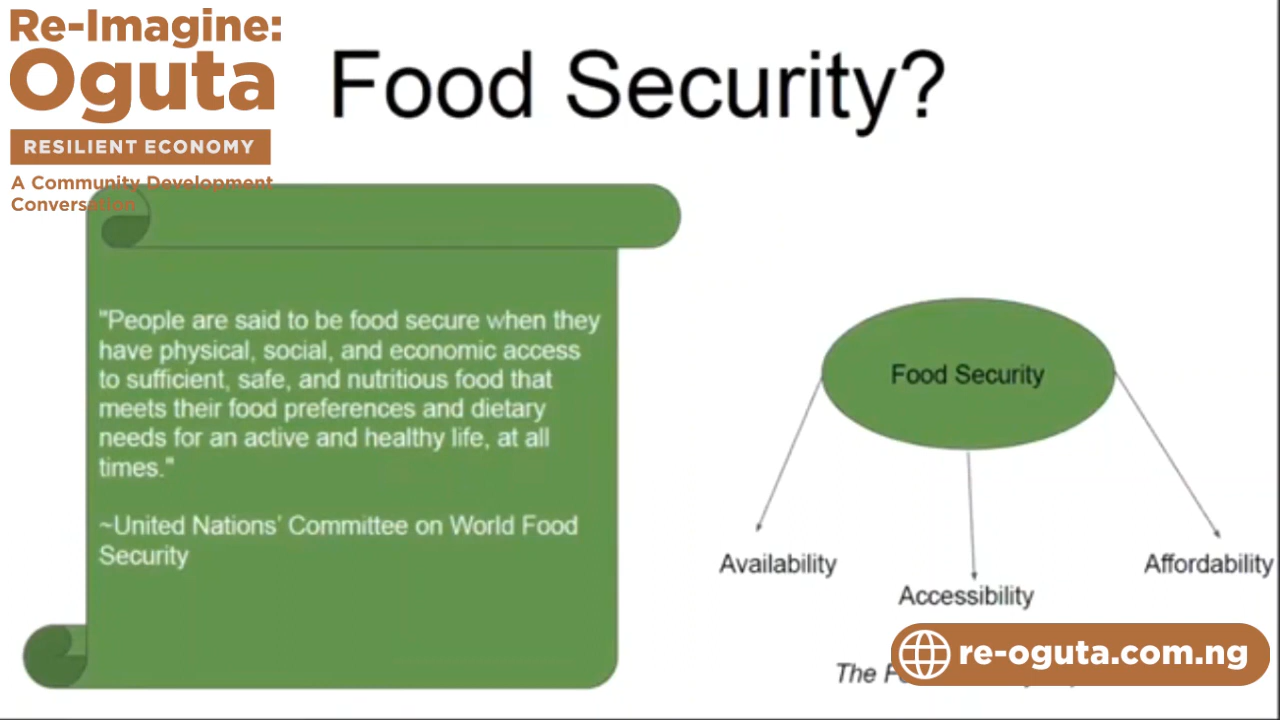 Re-Imagine:
Oguta
RESILIENT ECONOMY
A Community Development
Conversation
Food Security?
"People are said to be food secure when they
have physical, social, and economic access
to sufficient, safe, and nutritious food that
meets their food preferences and dietary
needs for an active and healthy life, at all
times."
~United Nations' Committee on World Food
Security
Food Security
Availability
Accessibility
Affordability
The
re-oguta.com.ng